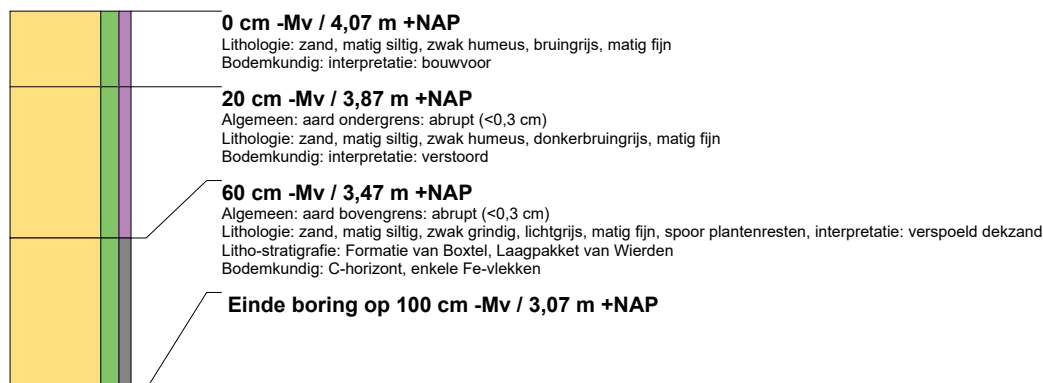 0 cm -Mv / 4,07 m +NAP
Lithologie: zand, matig siltig, zwak humeus, bruingrijs, matig fijn
Bodemkundig: interpretatie: bouwvoor
20 cm -Mv / 3,87 m +NAP
Algemeen: aard ondergrens: abrupt (<0,3 cm)
Lithologie: zand, matig siltig, zwak humeus, donkerbruingrijs, matig fijn
Bodemkundig: interpretatie: verstoord
60 cm -Mv / 3,47 m +NAP
Algemeen: aard bovengrens: abrupt (<0,3 cm)
Lithologie: zand, matig siltig, zwak grindig, lichtgrijs, matig fijn, spoor plantenresten, interpretatie: verspoeld dekzand
Litho-stratigrafie: Formatie van Boxtel, Laagpakket van Wierden
Bodemkundig: C-horizont, enkele Fe-vlekken
Einde boring op 100 cm -Mv / 3,07 m +NAP